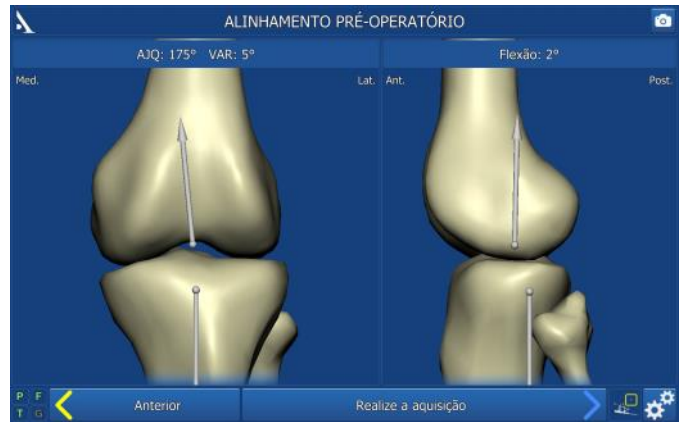 ALINHAMENTO PRÉ-OPERATÓRIO
AJQ: 175° VAR: 5°
Flexão: 2°
Med.
Lat.
Ant.
Post.
P F
T G
Anterior
Realize a aquisição